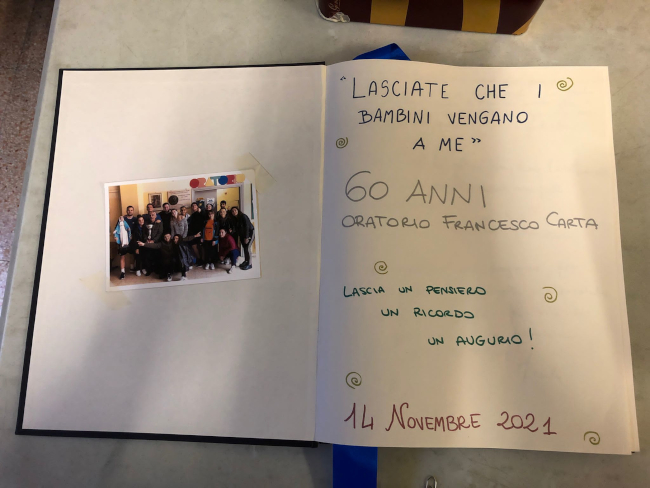 "LASCIATE CHE I
BAMBINI VENGANO
A ME"
60 ANNI
ORATORIO FRANCESCO CARTA
LASCIA UN PENSIERO
UN RICORDO
UN AUGURIO!
14 NOVEMBRE 2021